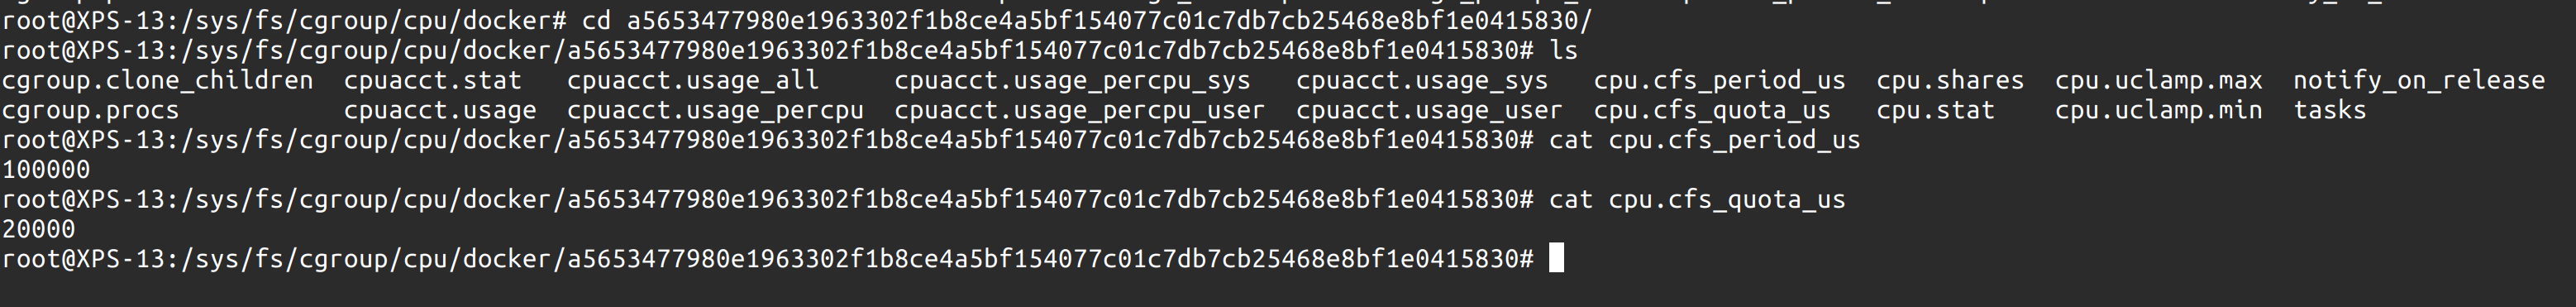 root@XPS-13:/sys/fs/cgroup/cpu/docker# cd a5653477980e1963302f1b8ce4a5bf154077c01c7db7cb25468e8bf1e0415830/
root@XPS-13:/sys/fs/cgroup/cpu/docker/a5653477980e1963302f1b8ce4a5bf154077c01c7db7cb25468e8bf1e0415830# ls
cgroup.clone_children  cpuacct.stat   cpuacct.usage_all     cpuacct.usage_percpu_sys   cpuacct.usage_sys   cpu.cfs_period_us  cpu.shares  cpu.uclamp.max  notify_on_release
cgroup.procs           cpuacct.usage  cpuacct.usage_percpu  cpuacct.usage_percpu_user  cpuacct.usage_user  cpu.cfs_quota_us   cpu.stat    cpu.uclamp.min  tasks
root@XPS-13:/sys/fs/cgroup/cpu/docker/a5653477980e1963302f1b8ce4a5bf154077c01c7db7cb25468e8bf1e0415830# cat cpu.cfs_period_us
100000
root@XPS-13:/sys/fs/cgroup/cpu/docker/a5653477980e1963302f1b8ce4a5bf154077c01c7db7cb25468e8bf1e0415830# cat cpu.cfs_quota_us
20000
root@XPS-13:/sys/fs/cgroup/cpu/docker/a5653477980e1963302f1b8ce4a5bf154077c01c7db7cb25468e8bf1e0415830#